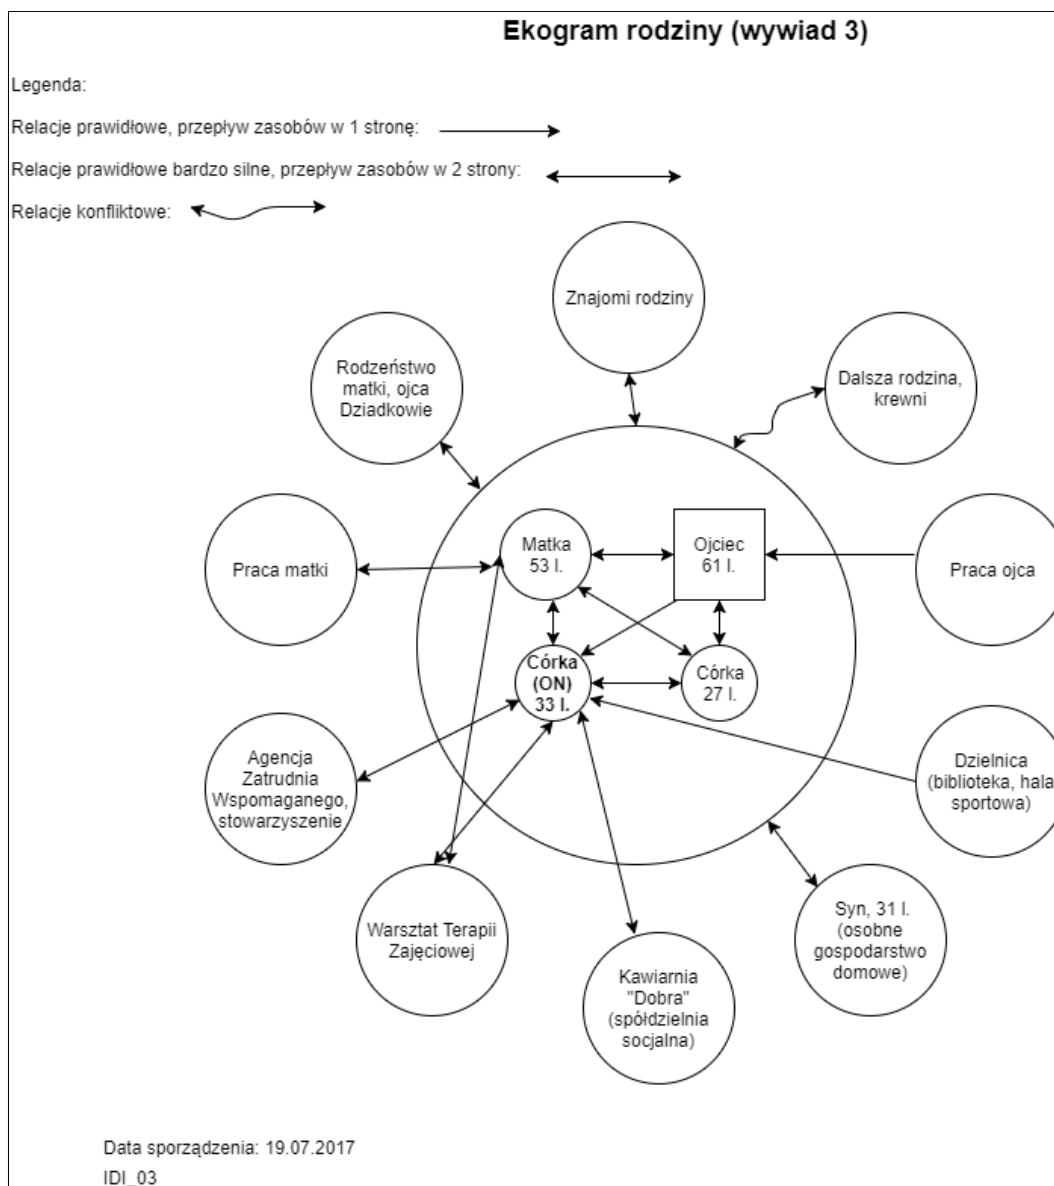 Ekogram rodziny (wywiad 3)
Legenda:
Relacje prawidłowe, przepływ zasobów w 1 stronę:
Relacje prawidłowe bardzo silne, przepływ zasobów w 2 strony:
Relacje konfliktowe:
Znajomi rodziny
Rodzeństwo
matki, ojca
Dziadkowie
Dalsza rodzina,
krewni
Praca matki
Matka
53 l.
Ojciec
61 l.
Praca ojca
Córka
(ON)
33 l.
Córka
27 l.
Agencja
Zatrudnia
Wspomaganego,
stowarzyszenie
Dzielnica
(biblioteka, hala
sportowa)
Warsztat Terapii
Zajęciowej
Kawiarnia
"Dobra"
(spółdzielnia
socjalna)
Syn, 31 l.
(osobne
gospodarstwo
domowe)
Data sporządzenia: 19.07.2017
IDI_03